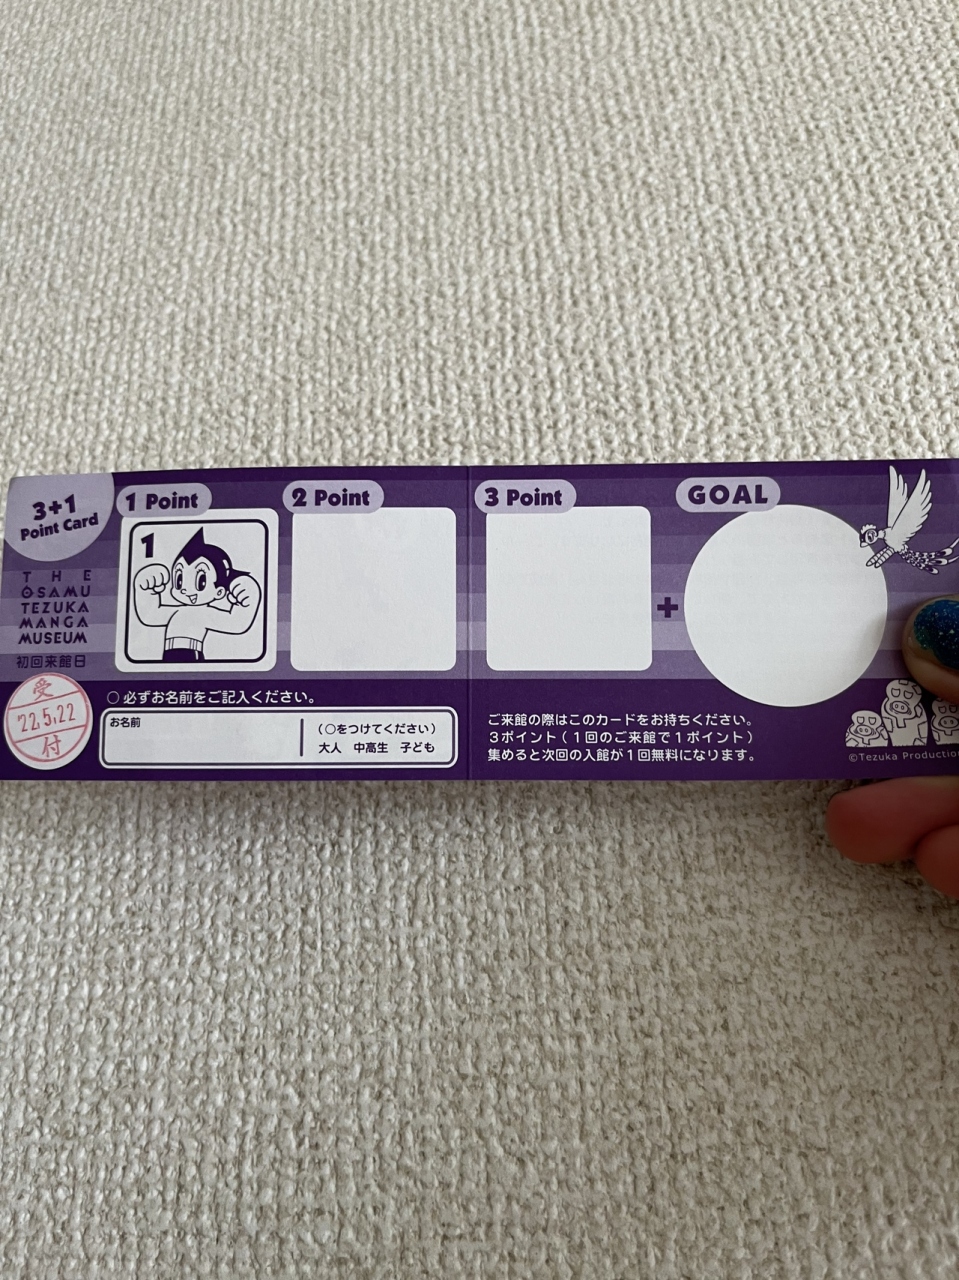 3+1
Point Card
THE
OSAMU
TEZUKA
MANGA
MUSEUM
初回来館日
受
'22.5.22
付
1 Point
1
2 Point
3 Point
+
GOAL
○ 必ずお名前をご記入ください。
お名前
（○をつけてください）
大人 中高生 子ども
ご来館の際はこのカードをお持ちください。
3ポイント（1回のご来館で1ポイント）
集めると次回の入館が1回無料になります。
©Tezuka Production